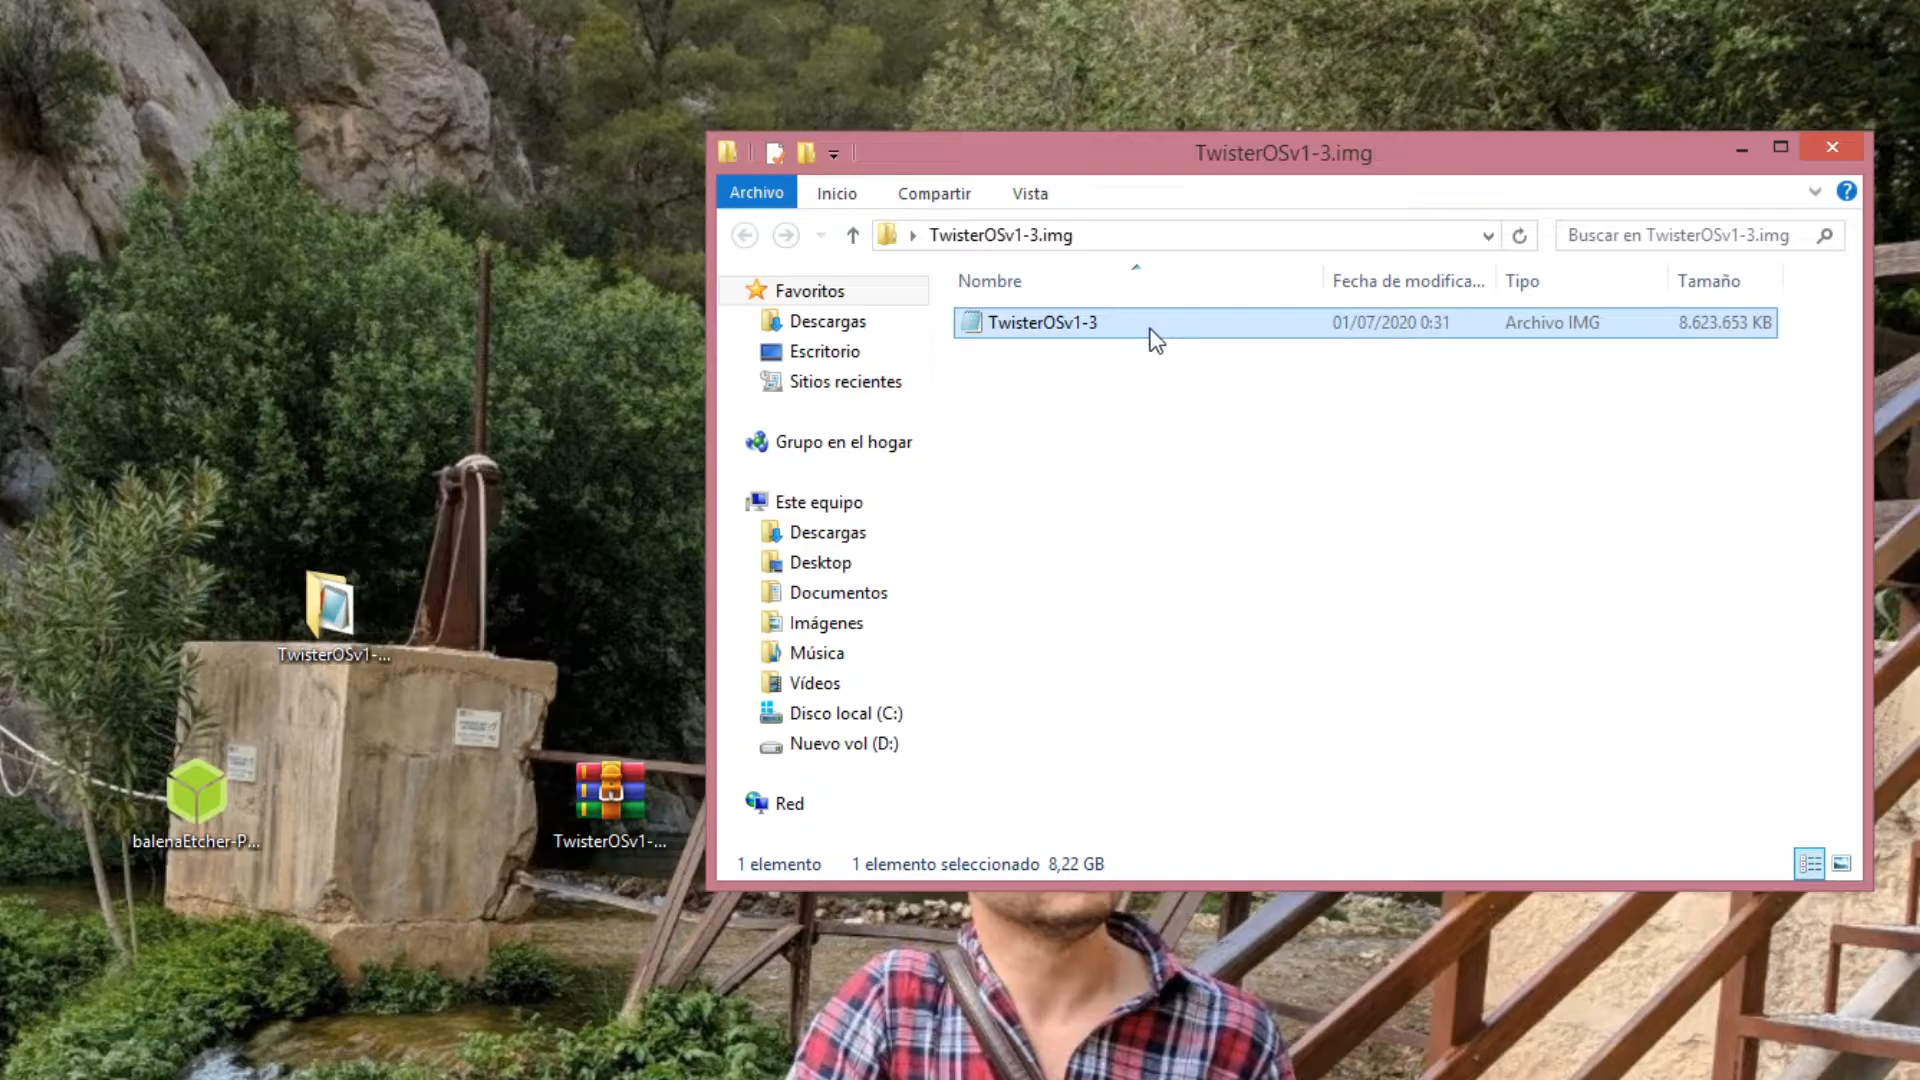 TwisterOSv1-3.img
Archivo
Inicio
Compartir
Vista
TwisterOSv1-3.img
Buscar en TwisterOSv1-3.img
Nombre
Fecha de modifica...
Tipo
Tamaño
TwisterOSv1-3
01/07/2020 0:31
Archivo IMG
8.623.653 KB
Favoritos
Descargas
Escritorio
Sitios recientes
Grupo en el hogar
Este equipo
Descargas
Desktop
Documentos
Imágenes
Música
Vídeos
Disco local (C:)
Nuevo vol (D:)
Red
1 elemento
1 elemento seleccionado 8,22 GB
TwisterOSv1-...
balenaEtcher-P...
TwisterOSv1-...